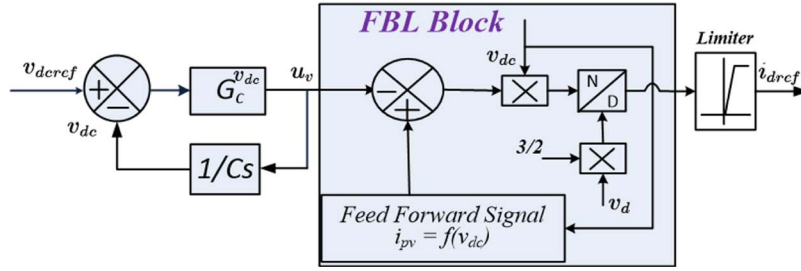 FBL Block
Limiter
v_dcref
+
−
G_C^{v_dc}
u_v
−
+
v_dc
N
D
i_dref
v_dc
3/2
1/Cs
v_d
Feed Forward Signal
i_pv = f(v_dc)